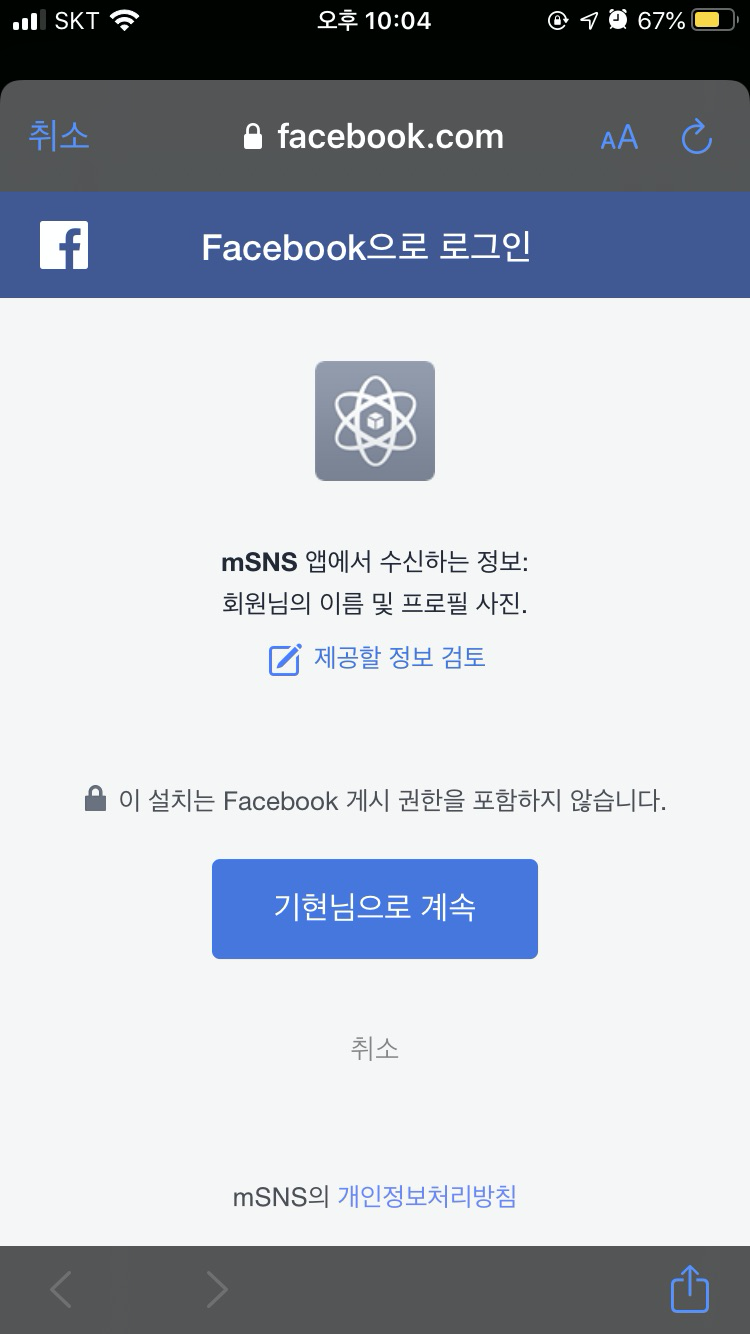 SKT 오후 10:04 67%
취소 facebook.com AA
Facebook으로 로그인
mSNS 앱에서 수신하는 정보:
회원님의 이름 및 프로필 사진.
제공할 정보 검토
이 설치는 Facebook 게시 권한을 포함하지 않습니다.
기현님으로 계속
취소
mSNS의 개인정보처리방침